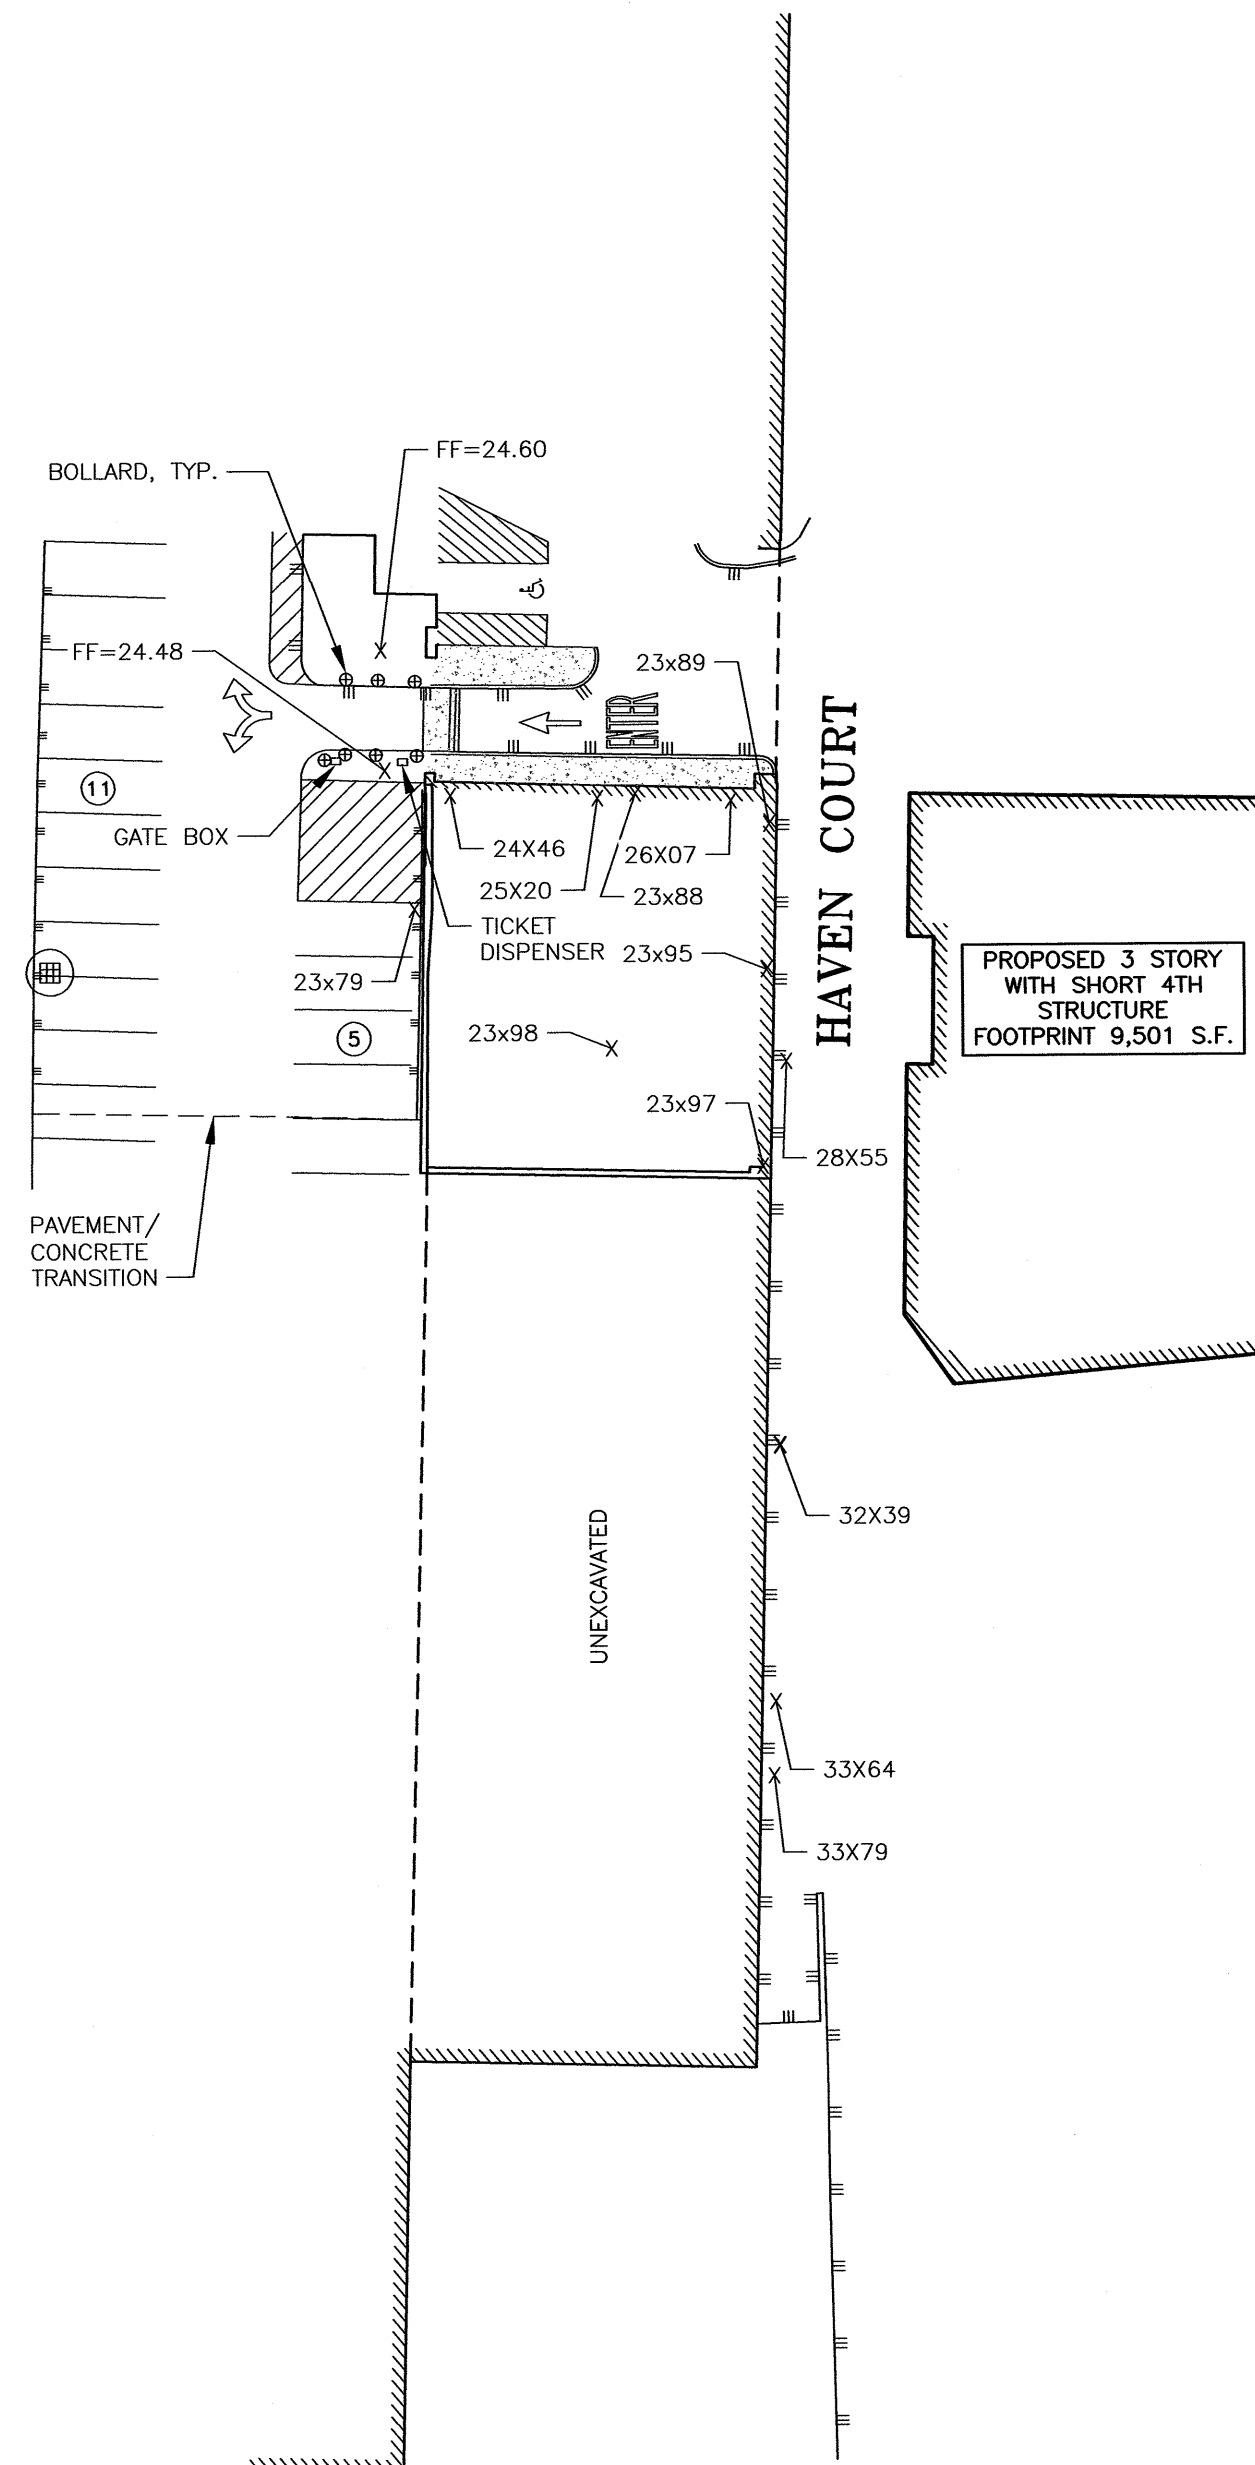 FF=24.60
BOLLARD, TYP.
FF=24.48
23x89
ENTR
HAVEN COURT
11
GATE BOX
24X46
26X07
25X20
23x88
TICKET
DISPENSER
23x95
23x79
PROPOSED 3 STORY
WITH SHORT 4TH
STRUCTURE
FOOTPRINT 9,501 S.F.
5
23x98
23x97
28X55
PAVEMENT/
CONCRETE
TRANSITION
32X39
UNEXCAVATED
33X64
33X79